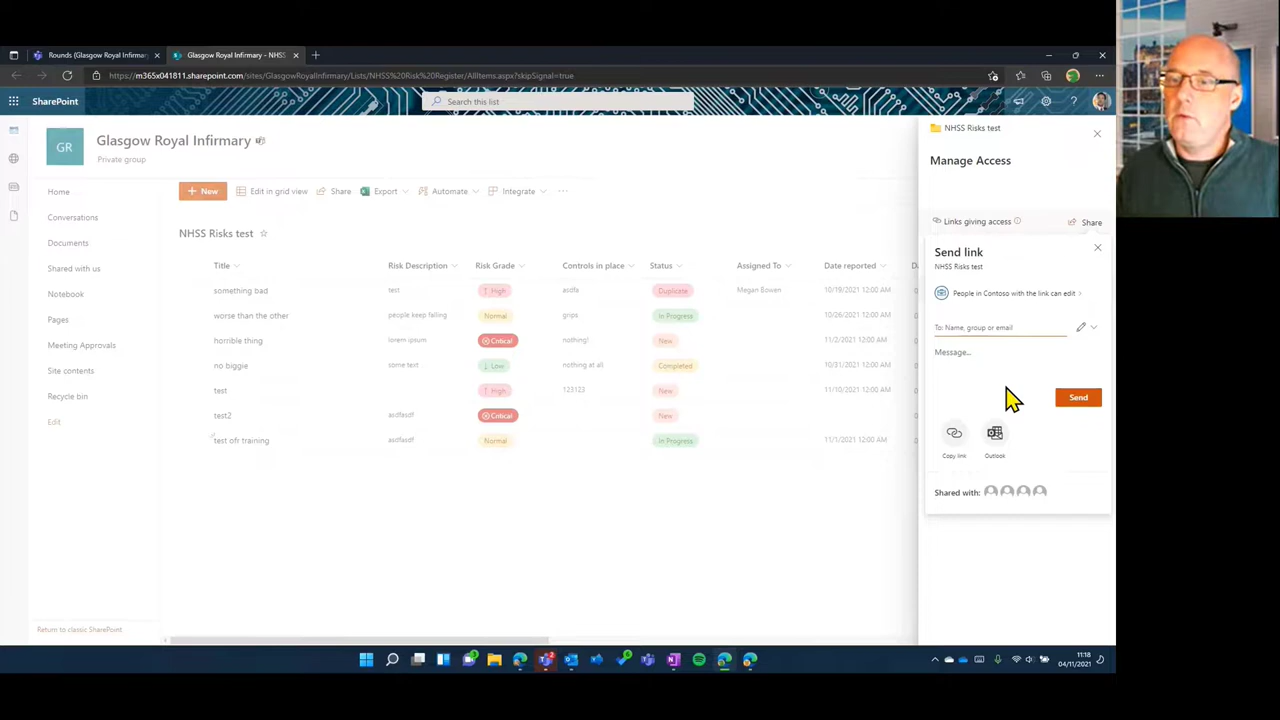 Rounds (Glasgow Royal Infirmar
Glasgow Royal Infirmary - NHSS
https://m365x041811.sharepoint.com/sites/GlasgowRoyalInfirmary/Lists/NHSS%20Risk%20Register/AllItems.aspx?skipSignal=true
SharePoint
Search this list
GR
Glasgow Royal Infirmary
Private group
Home
Conversations
Documents
Shared with us
Notebook
Pages
Meeting Approvals
Site contents
Recycle bin
Edit
Return to classic SharePoint
New Edit in grid view Share Export Automate Integrate
NHSS Risks test
Title Risk Description Risk Grade Controls in place Status Assigned To Date reported
something bad test High asdfa Duplicate Megan Bowen 10/19/2021 12:00 AM
worse than the other people keep falling Normal grips In Progress 10/26/2021 12:00 AM
horrible thing lorem ipsum Critical nothing! New 11/2/2021 12:00 AM
no biggie some text Low nothing at all Completed 10/31/2021 12:00 AM
test High 123123 New 11/10/2021 12:00 AM
test2 asdfasdf Critical New
test ofr training asdfasdf Normal In Progress 11/1/2021 12:00 AM
NHSS Risks test
Manage Access
Links giving access Share
Send link
NHSS Risks test
People in Contoso with the link can edit
To: Name, group or email
Message...
Send
Copy link Outlook
Shared with:
11:18
04/11/2021